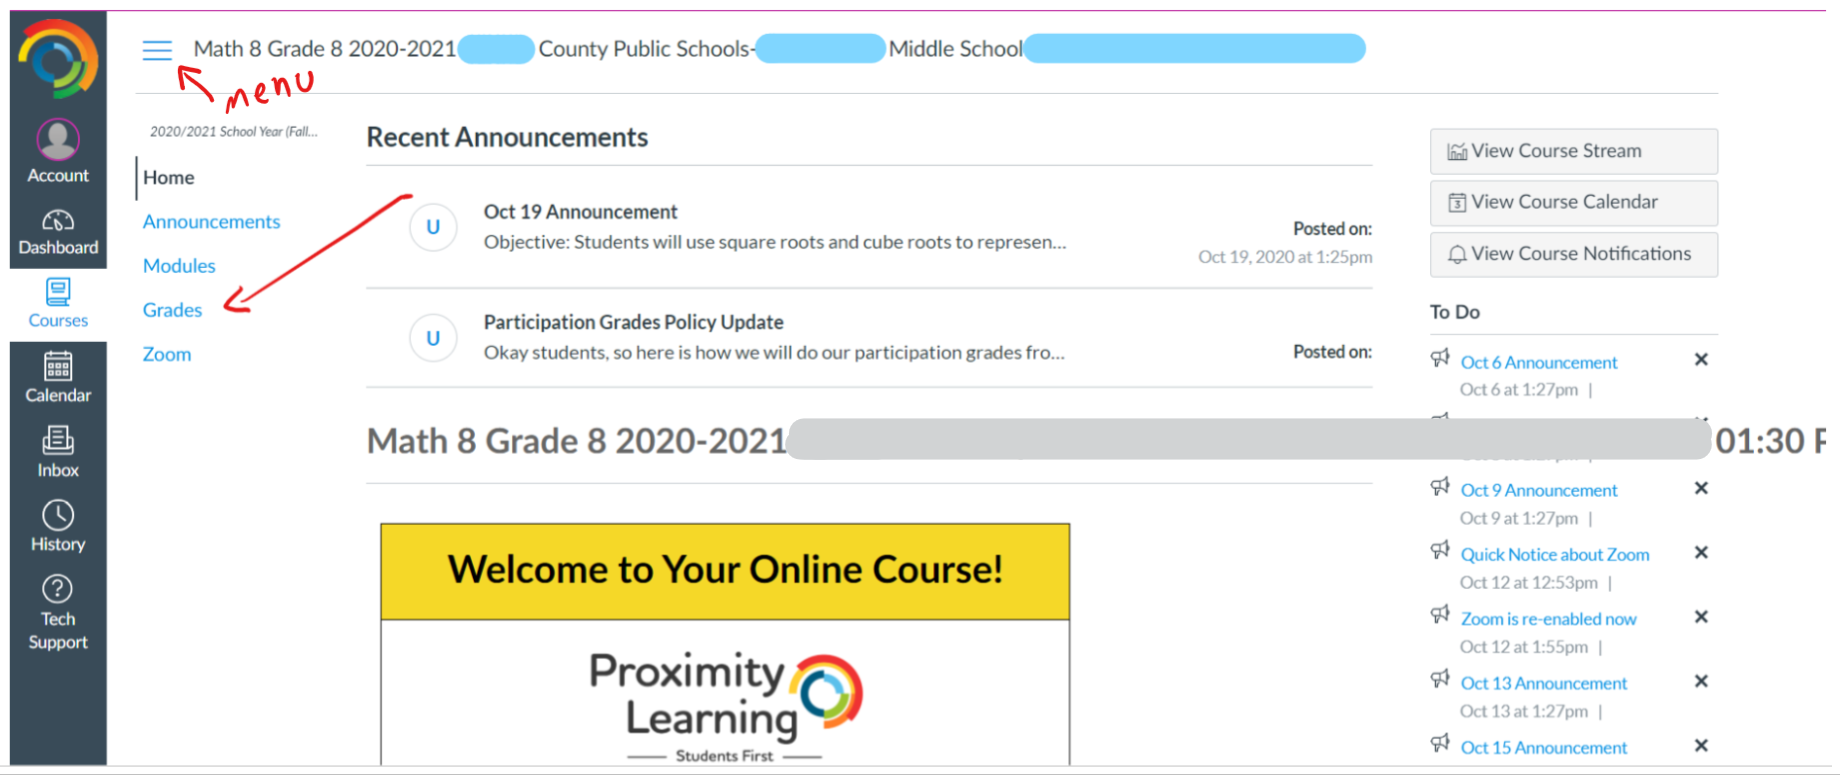 Math 8 Grade 8 2020-2021 County Public Schools- Middle School
menu
Account
Dashboard
Courses
Calendar
Inbox
History
Tech
Support
2020/2021 School Year (Fall...
Home
Announcements
Modules
Grades
Zoom
Recent Announcements
U
Oct 19 Announcement
Objective: Students will use square roots and cube roots to represen...
Posted on:
Oct 19, 2020 at 1:25pm
U
Participation Grades Policy Update
Okay students, so here is how we will do our participation grades fro...
Posted on:
Math 8 Grade 8 2020-2021 01:30 P
Welcome to Your Online Course!
Proximity
Learning
Students First
View Course Stream
3 View Course Calendar
View Course Notifications
To Do
Oct 6 Announcement
Oct 6 at 1:27pm |
Oct 9 Announcement
Oct 9 at 1:27pm |
Quick Notice about Zoom
Oct 12 at 12:53pm |
Zoom is re-enabled now
Oct 12 at 1:55pm |
Oct 13 Announcement
Oct 13 at 1:27pm |
Oct 15 Announcement